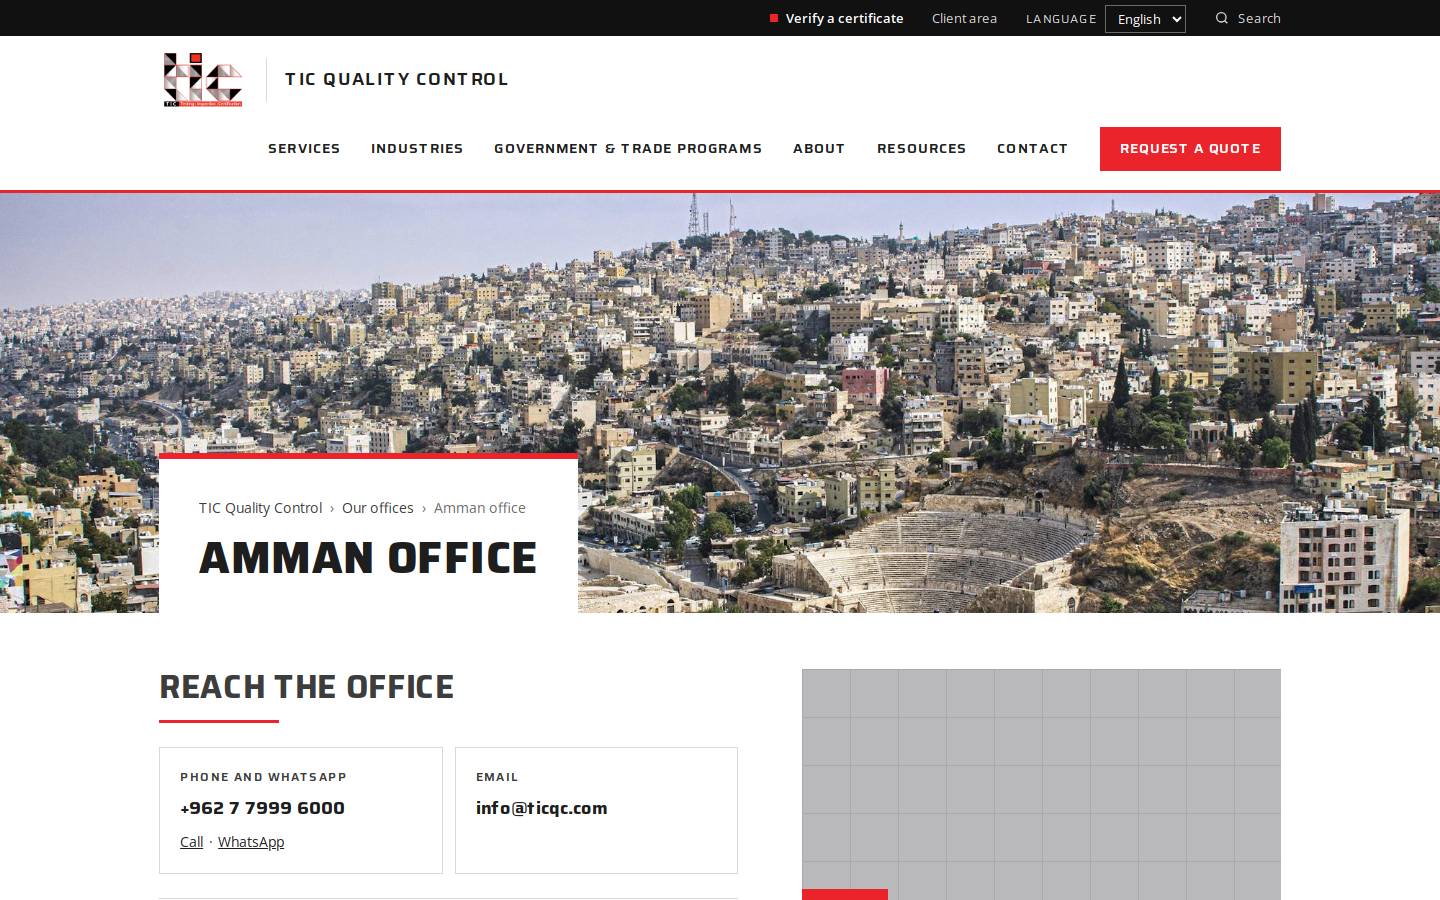 Verify a certificate
Client area
LANGUAGE
English
Search
tic
TIC QUALITY CONTROL
SERVICES
INDUSTRIES
GOVERNMENT & TRADE PROGRAMS
ABOUT
RESOURCES
CONTACT
REQUEST A QUOTE
TIC Quality Control › Our offices › Amman office
AMMAN OFFICE
REACH THE OFFICE
PHONE AND WHATSAPP
+962 7 7999 6000
Call · WhatsApp
EMAIL
info@ticqc.com